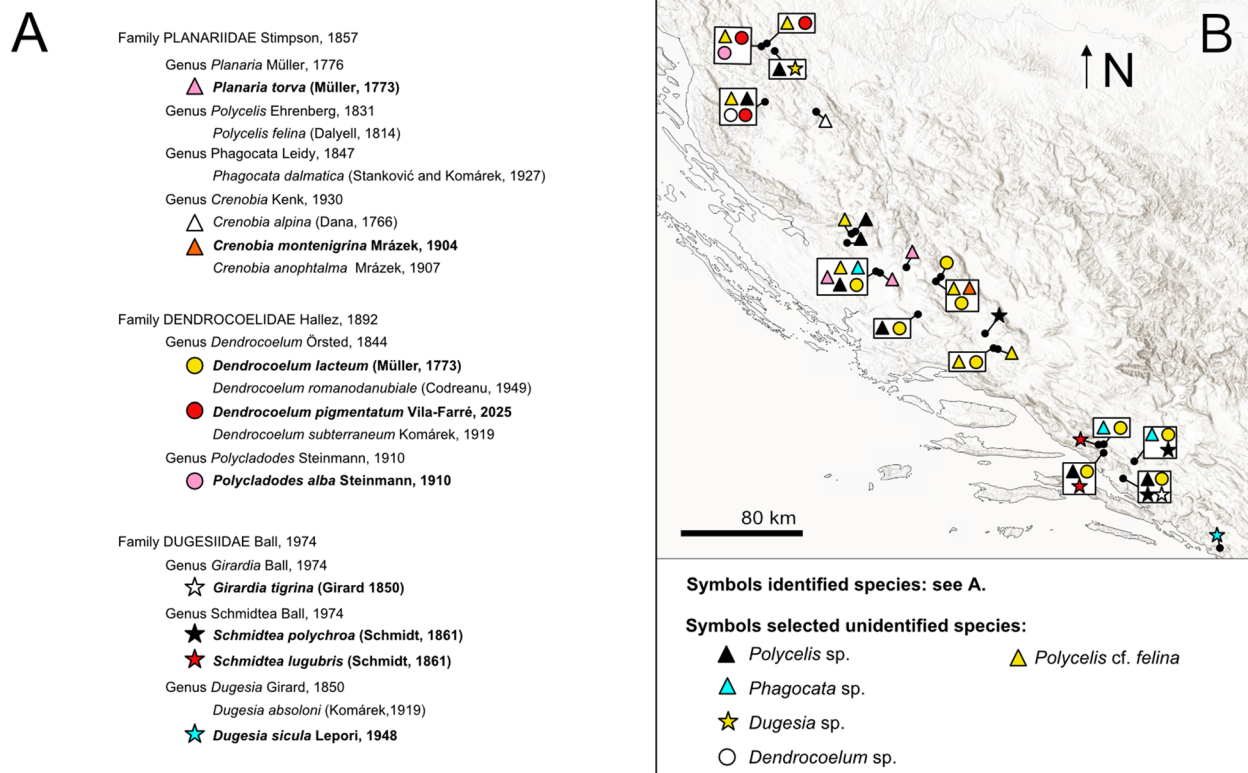 A
Family PLANARIIDAE Stimpson, 1857
Genus Planaria Müller, 1776
Planaria torva (Müller, 1773)
Genus Polycelis Ehrenberg, 1831
Polycelis felina (Dalyell, 1814)
Genus Phagocata Leidy, 1847
Phagocata dalmatica (Stanković and Komárek, 1927)
Genus Crenobia Kenk, 1930
Crenobia alpina (Dana, 1766)
Crenobia montenigrina Mrázek, 1904
Crenobia anophtalma Mrázek, 1907
Family DENDROCOELIDAE Hallez, 1892
Genus Dendrocoelum Örsted, 1844
Dendrocoelum lacteum (Müller, 1773)
Dendrocoelum romanodanubiale (Codreanu, 1949)
Dendrocoelum pigmentatum Vila-Farré, 2025
Dendrocoelum subterraneum Komárek, 1919
Genus Polycladodes Steinmann, 1910
Polycladodes alba Steinmann, 1910
Family DUGESIIDAE Ball, 1974
Genus Girardia Ball, 1974
Girardia tigrina (Girard 1850)
Genus Schmidtea Ball, 1974
Schmidtea polychroa (Schmidt, 1861)
Schmidtea lugubris (Schmidt, 1861)
Genus Dugesia Girard, 1850
Dugesia absoloni (Komárek,1919)
Dugesia sicula Lepori, 1948
B
N
80 km
Symbols identified species: see A.
Symbols selected unidentified species:
Polycelis sp.
Polycelis cf. felina
Phagocata sp.
Dugesia sp.
Dendrocoelum sp.